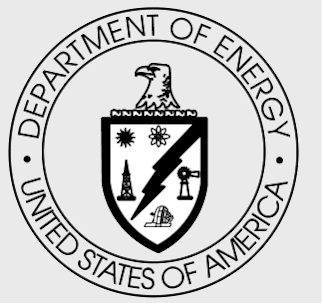 DEPARTMENT OF ENERGY
UNITED STATES OF AMERICA